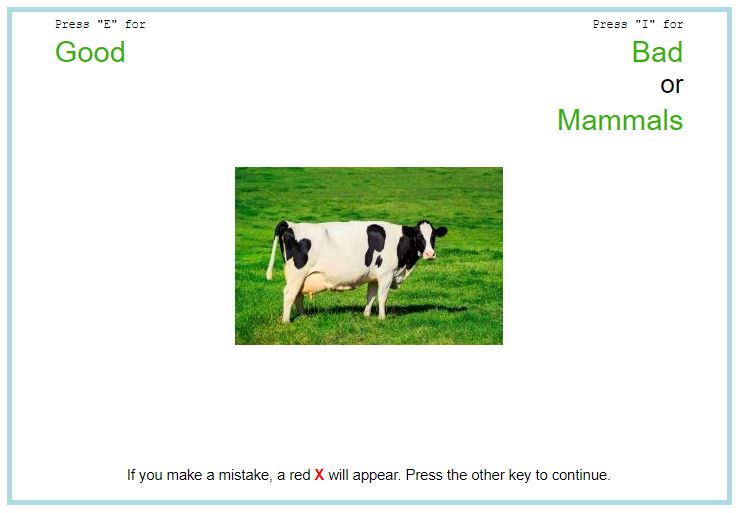 Press "E" for
Good
Press "I" for
Bad
or
Mammals
If you make a mistake, a red X will appear. Press the other key to continue.